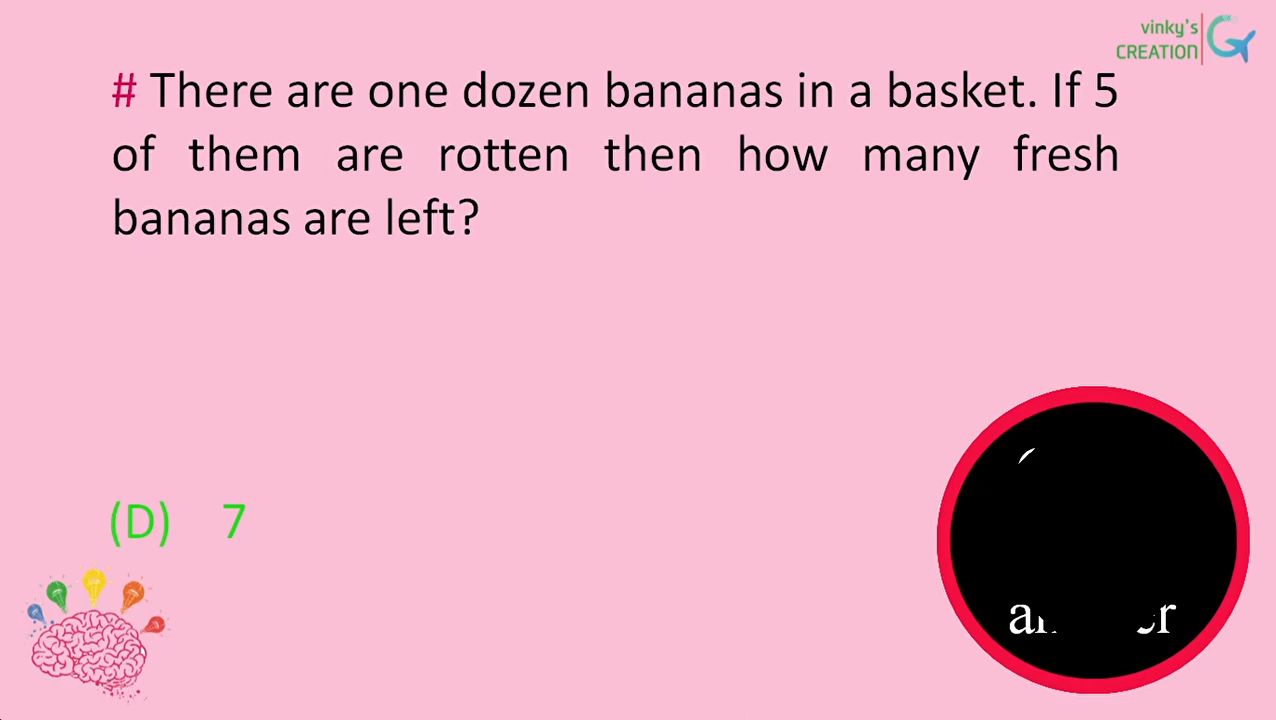 vinky's
CREATION
# There are one dozen bananas in a basket. If 5
of them are rotten then how many fresh
bananas are left?
(D) 7